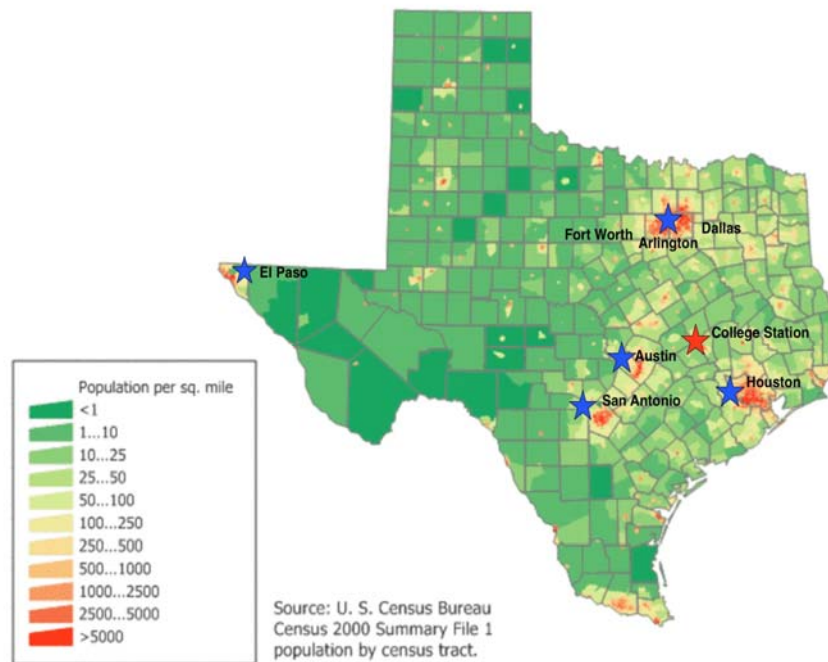 Fort Worth
Dallas
Arlington
El Paso
College Station
Austin
Houston
San Antonio
Population per sq. mile
<1
1...10
10...25
25...50
50...100
100...250
250...500
500...1000
1000...2500
2500...5000
>5000
Source: U. S. Census Bureau
Census 2000 Summary File 1
population by census tract.